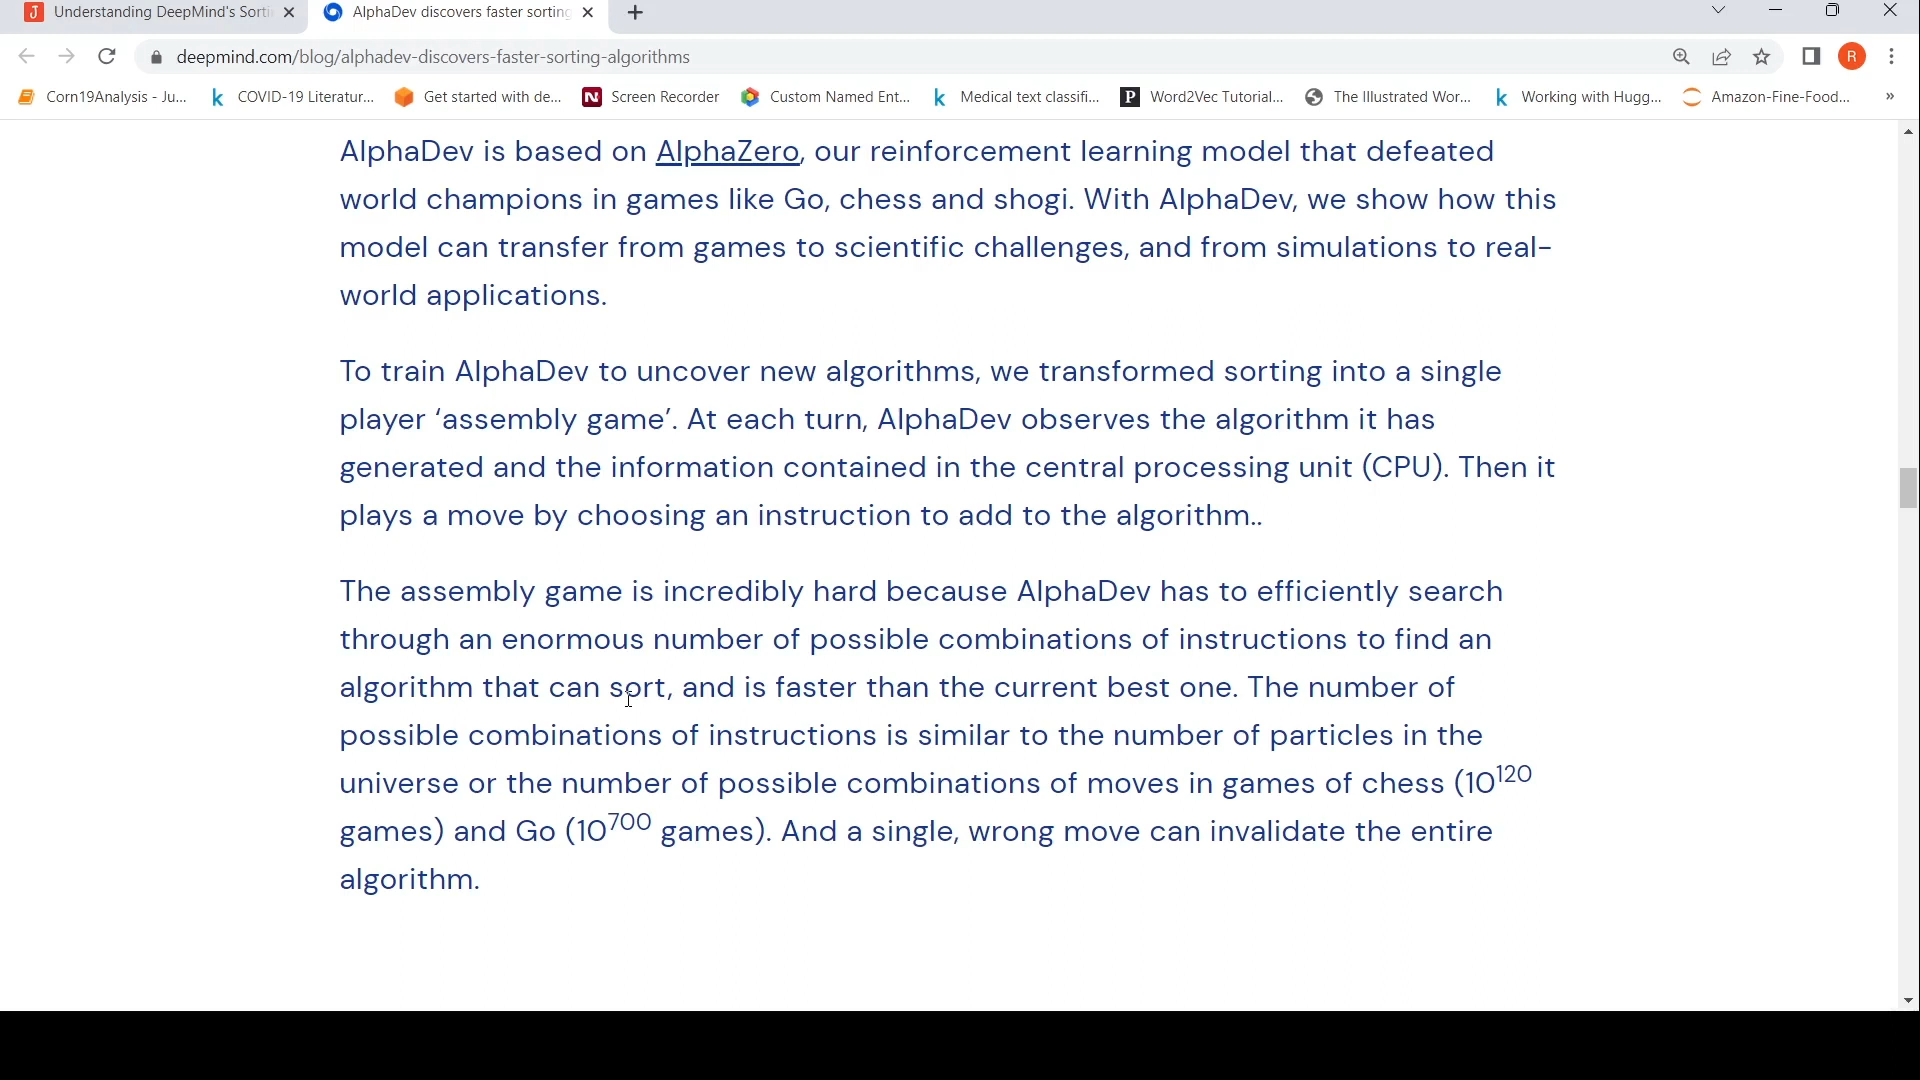 Understanding DeepMind's Sorti
AlphaDev discovers faster sorting
deepmind.com/blog/alphadev-discovers-faster-sorting-algorithms
R
Corn19Analysis - Ju...
COVID-19 Literatur...
Get started with de...
Screen Recorder
Custom Named Ent...
Medical text classifi...
Word2Vec Tutorial...
The Illustrated Wor...
Working with Hugg...
Amazon-Fine-Food...
»
AlphaDev is based on AlphaZero, our reinforcement learning model that defeated
world champions in games like Go, chess and shogi. With AlphaDev, we show how this
model can transfer from games to scientific challenges, and from simulations to real-
world applications.
To train AlphaDev to uncover new algorithms, we transformed sorting into a single
player ‘assembly game’. At each turn, AlphaDev observes the algorithm it has
generated and the information contained in the central processing unit (CPU). Then it
plays a move by choosing an instruction to add to the algorithm..
The assembly game is incredibly hard because AlphaDev has to efficiently search
through an enormous number of possible combinations of instructions to find an
algorithm that can sort, and is faster than the current best one. The number of
possible combinations of instructions is similar to the number of particles in the
universe or the number of possible combinations of moves in games of chess (10¹²⁰
games) and Go (10⁷⁰⁰ games). And a single, wrong move can invalidate the entire
algorithm.